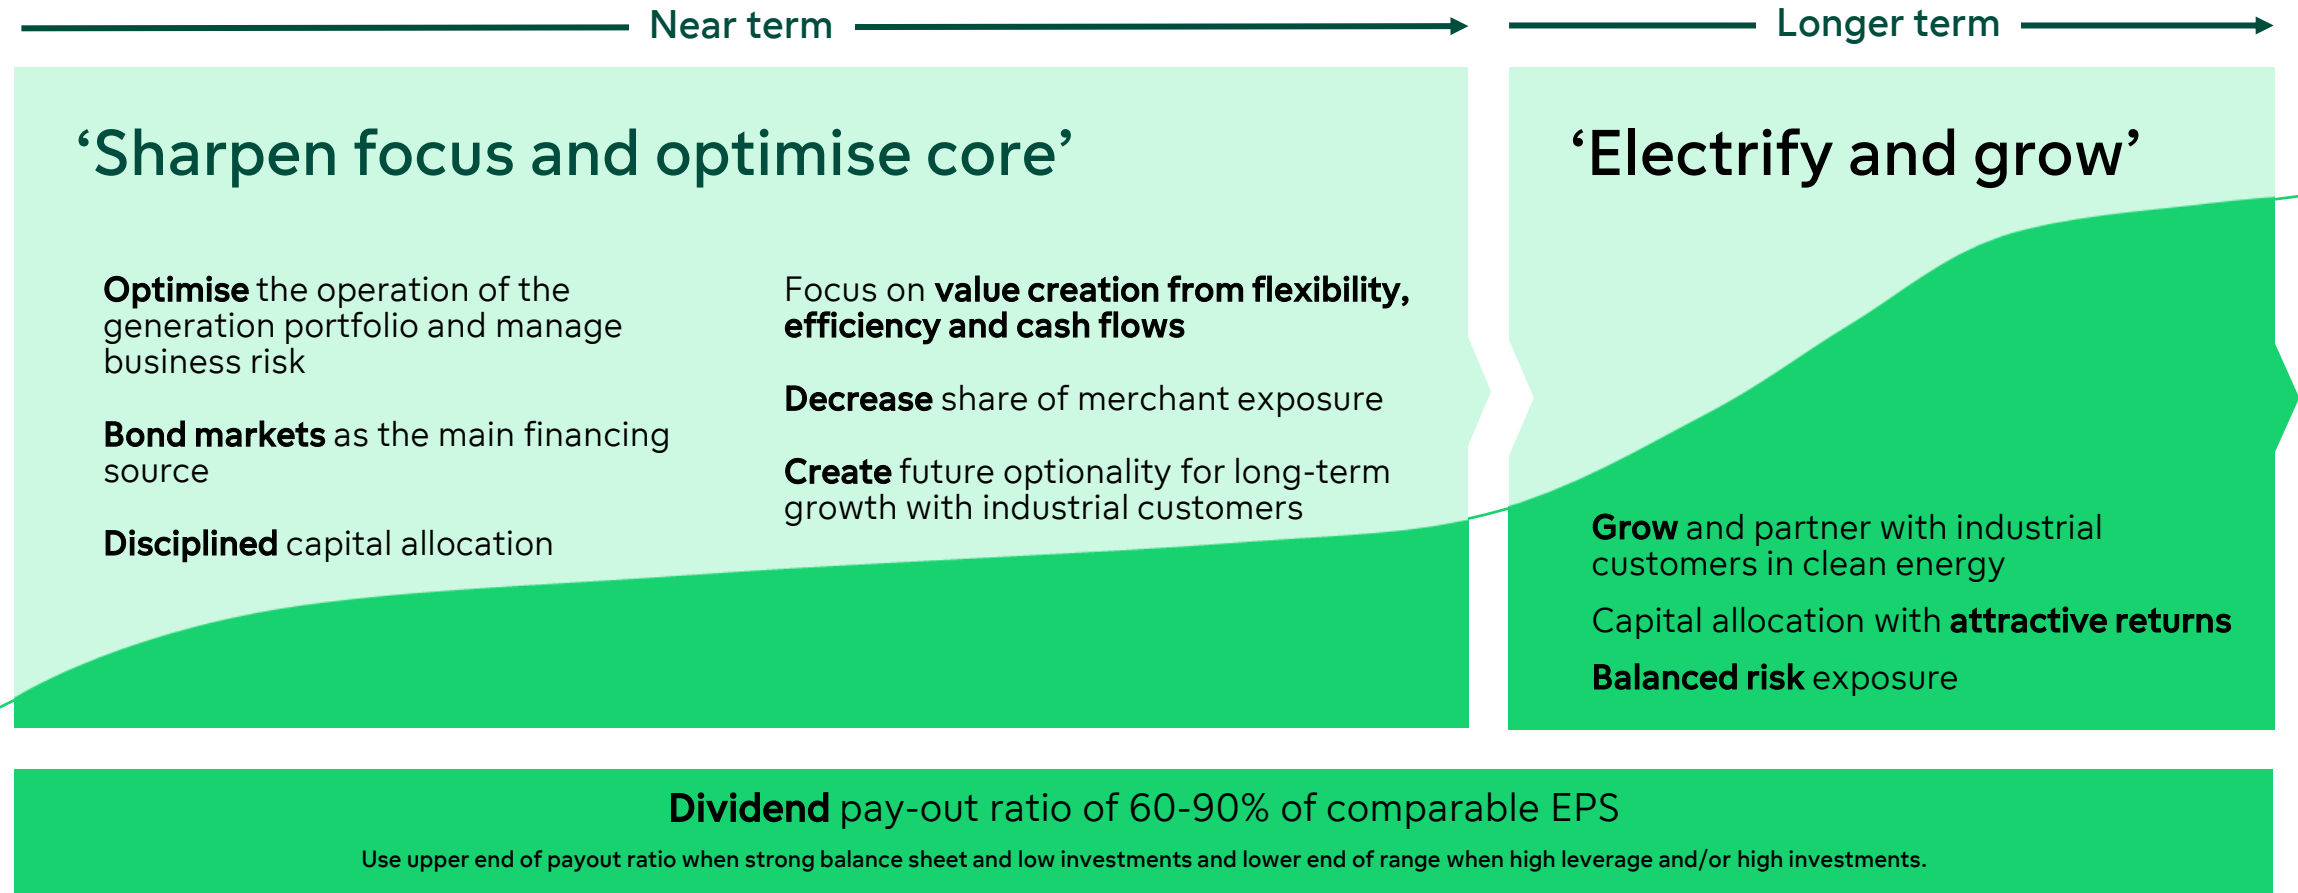 Near term
Longer term
‘Sharpen focus and optimise core’
Optimise the operation of the
generation portfolio and manage
business risk
Bond markets as the main financing
source
Disciplined capital allocation
Focus on value creation from flexibility,
efficiency and cash flows
Decrease share of merchant exposure
Create future optionality for long-term
growth with industrial customers
‘Electrify and grow’
Grow and partner with industrial
customers in clean energy
Capital allocation with attractive returns
Balanced risk exposure
Dividend pay-out ratio of 60-90% of comparable EPS
Use upper end of payout ratio when strong balance sheet and low investments and lower end of range when high leverage and/or high investments.